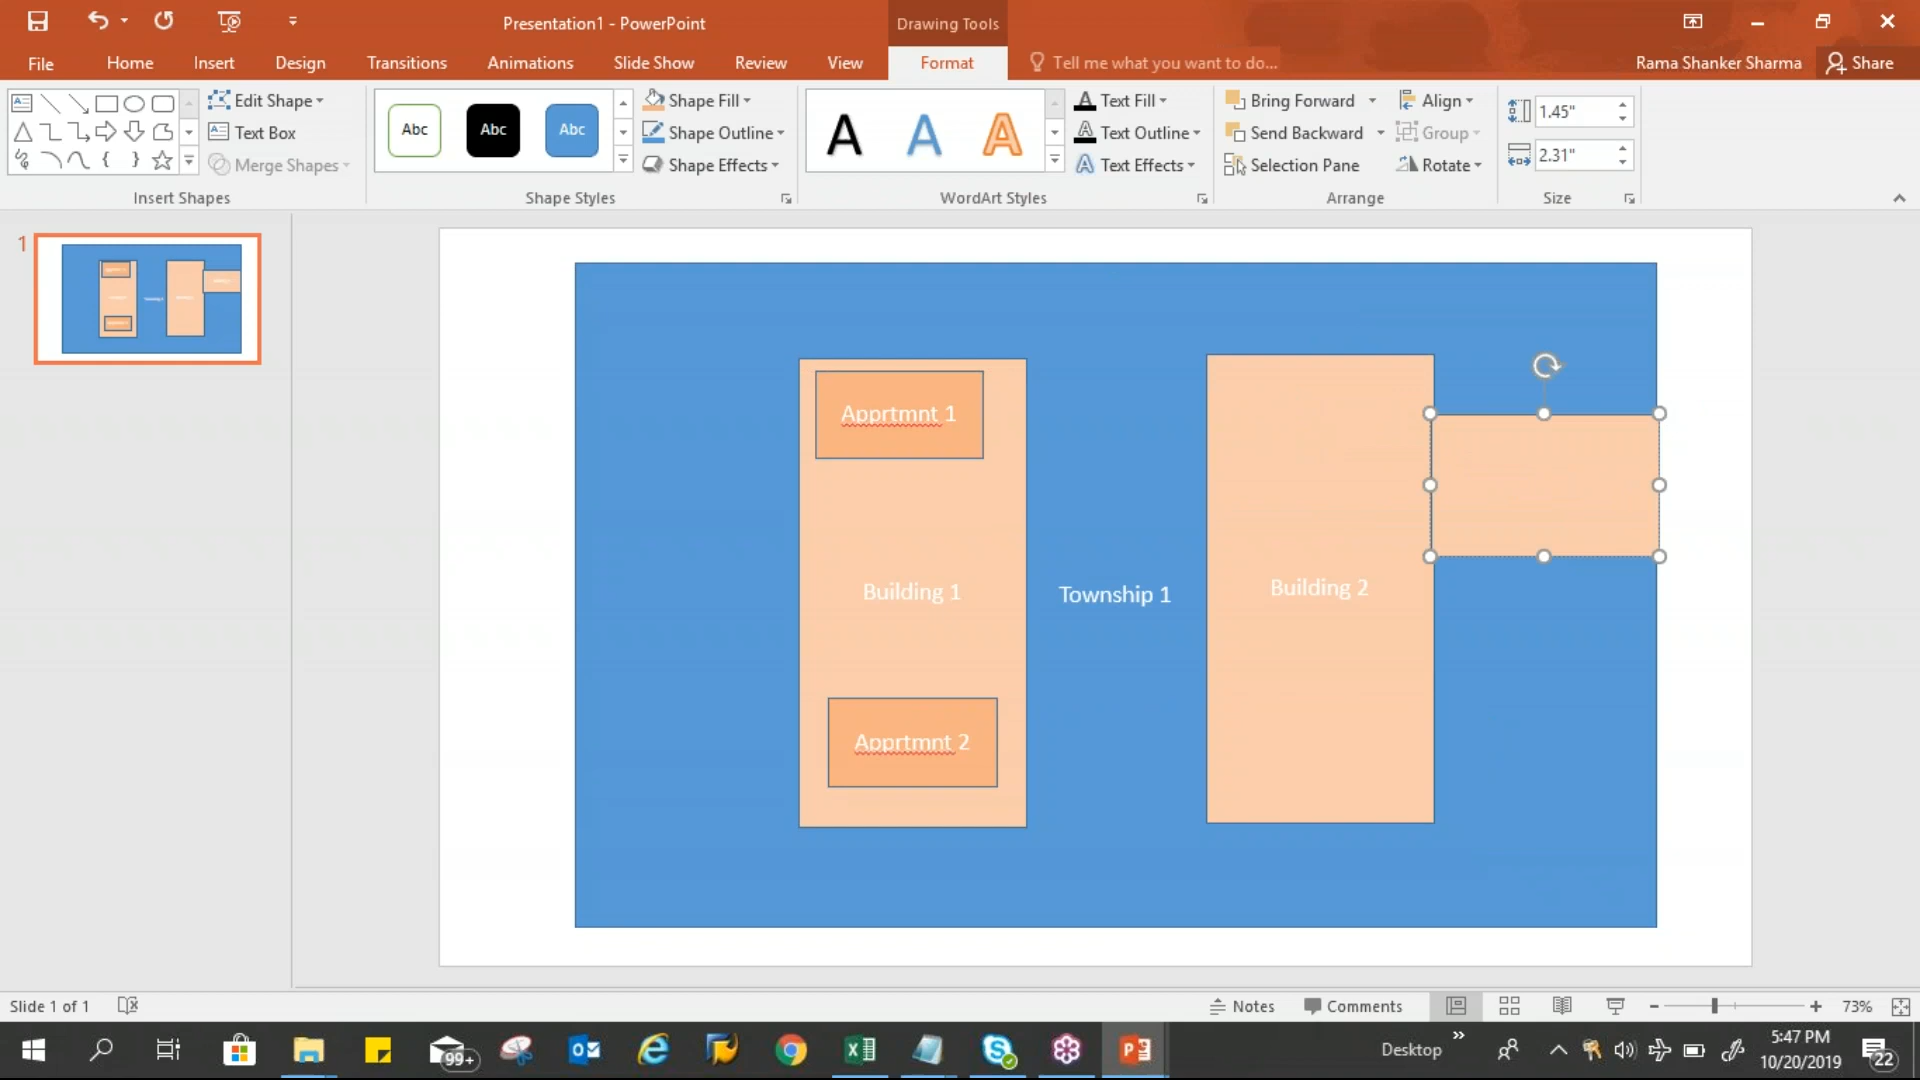 Presentation1 - PowerPoint
Drawing Tools
File Home Insert Design Transitions Animations Slide Show Review View Format Tell me what you want to do... Rama Shanker Sharma Share
Edit Shape
Text Box
Merge Shapes
Insert Shapes
Abc Abc Abc
Shape Fill
Shape Outline
Shape Effects
Shape Styles
A A A
Text Fill
Text Outline
Text Effects
WordArt Styles
Bring Forward
Send Backward
Selection Pane
Align
Group
Rotate
Arrange
1.45"
2.31"
Size
1
Apprtmnt 1
Building 1
Apprtmnt 2
Township 1
Building 2
Slide 1 of 1
Notes
Comments
73%
99+
Desktop
5:47 PM
10/20/2019
22